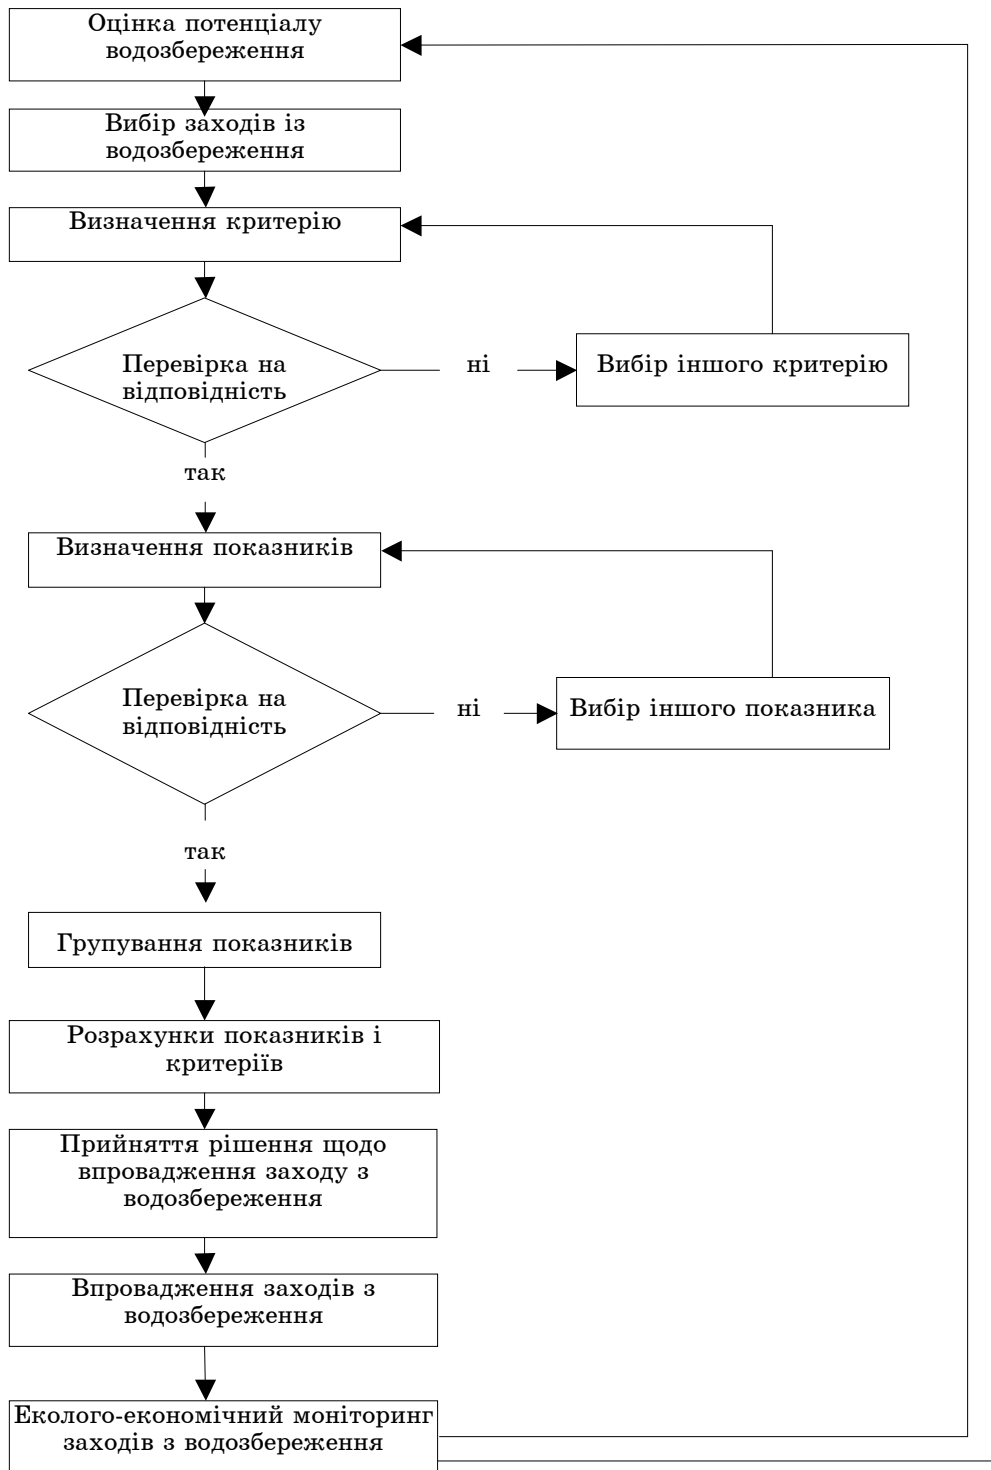 Оцінка потенціалу
водозбереження
Вибір заходів із
водозбереження
Визначення критерію
Перевірка на
відповідність
ні
Вибір іншого критерію
так
Визначення показників
Перевірка на
відповідність
ні
Вибір іншого показника
так
Групування показників
Розрахунки показників і
критеріїв
Прийняття рішення щодо
впровадження заходу з
водозбереження
Впровадження заходів з
водозбереження
Еколого-економічний моніторинг
заходів з водозбереження